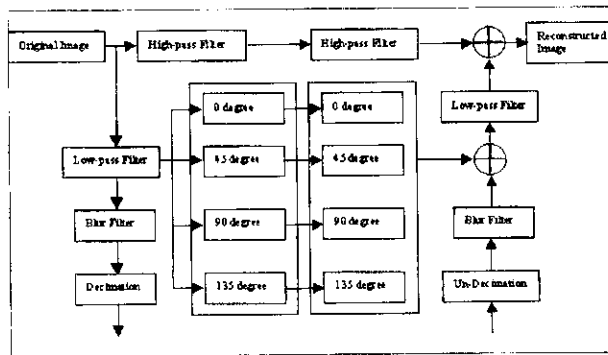 Original Image
High-pass Filter
High-pass Filter
Reconstructed
Image
0 degree
0 degree
Low-pass Filter
Low-pass Filter
45 degree
45 degree
Blur Filter
90 degree
90 degree
Blur Filter
Decimation
135 degree
135 degree
Un-Decimation